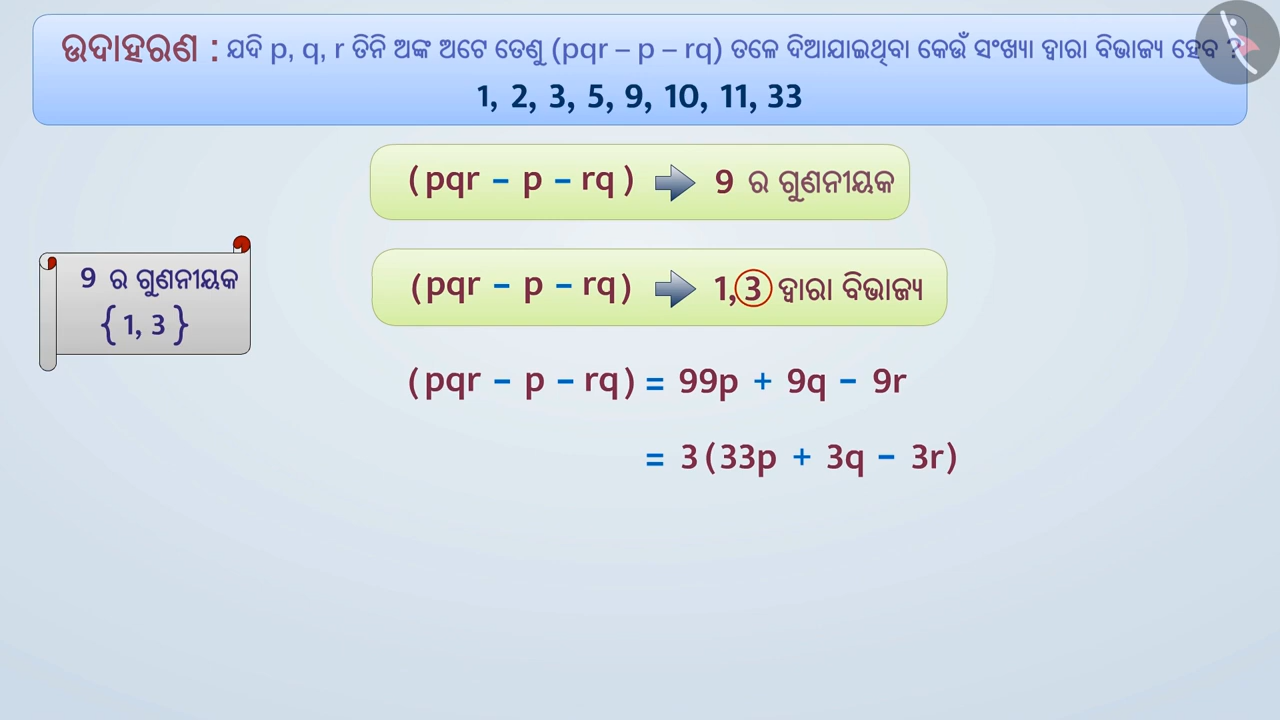 ଉଦାହରଣ : ଯଦି p, q, r ତିନି ଅଙ୍କ ଅଟେ ତେଣୁ (pqr – p – rq) ତଳେ ଦିଆଯାଇଥିବା କେଉଁ ସଂଖ୍ୟା ଦ୍ୱାରା ବିଭାଜ୍ୟ ହେବ ?
1, 2, 3, 5, 9, 10, 11, 33
(pqr – p – rq) 9 ର ଗୁଣନୀୟକ
9 ର ଗୁଣନୀୟକ
{1, 3}
(pqr – p – rq) 1, 3 ଦ୍ୱାରା ବିଭାଜ୍ୟ
(pqr – p – rq) = 99p + 9q – 9r
= 3(33p + 3q – 3r)